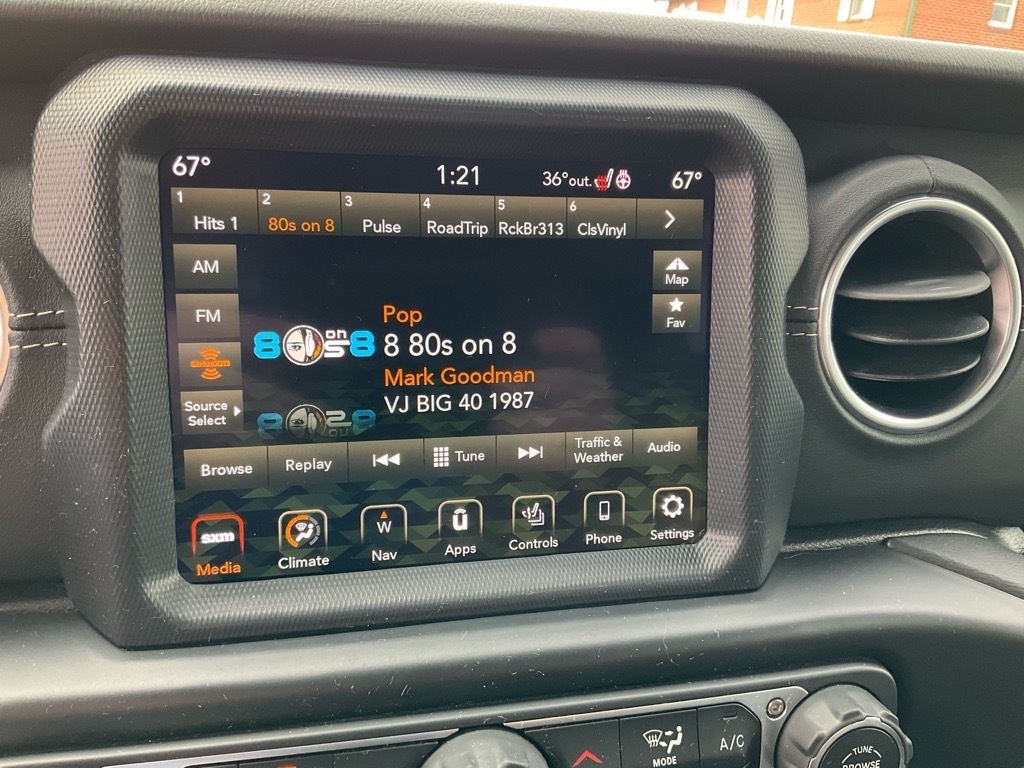 67° 1:21 36°out. 67°
1 2 3 4 5 6
Hits 1 80s on 8 Pulse RoadTrip RckBr313 ClsVinyl
AM
Map
FM
Fav
Pop
8on8
8 80s on 8
siriusxm
Mark Goodman
Source
Select
VJ BIG 40 1987
Browse Replay Tune Traffic &
Weather Audio
sxm W ū
Media Climate Nav Apps Controls Phone Settings
MODE A/C TUNE
BROWSE